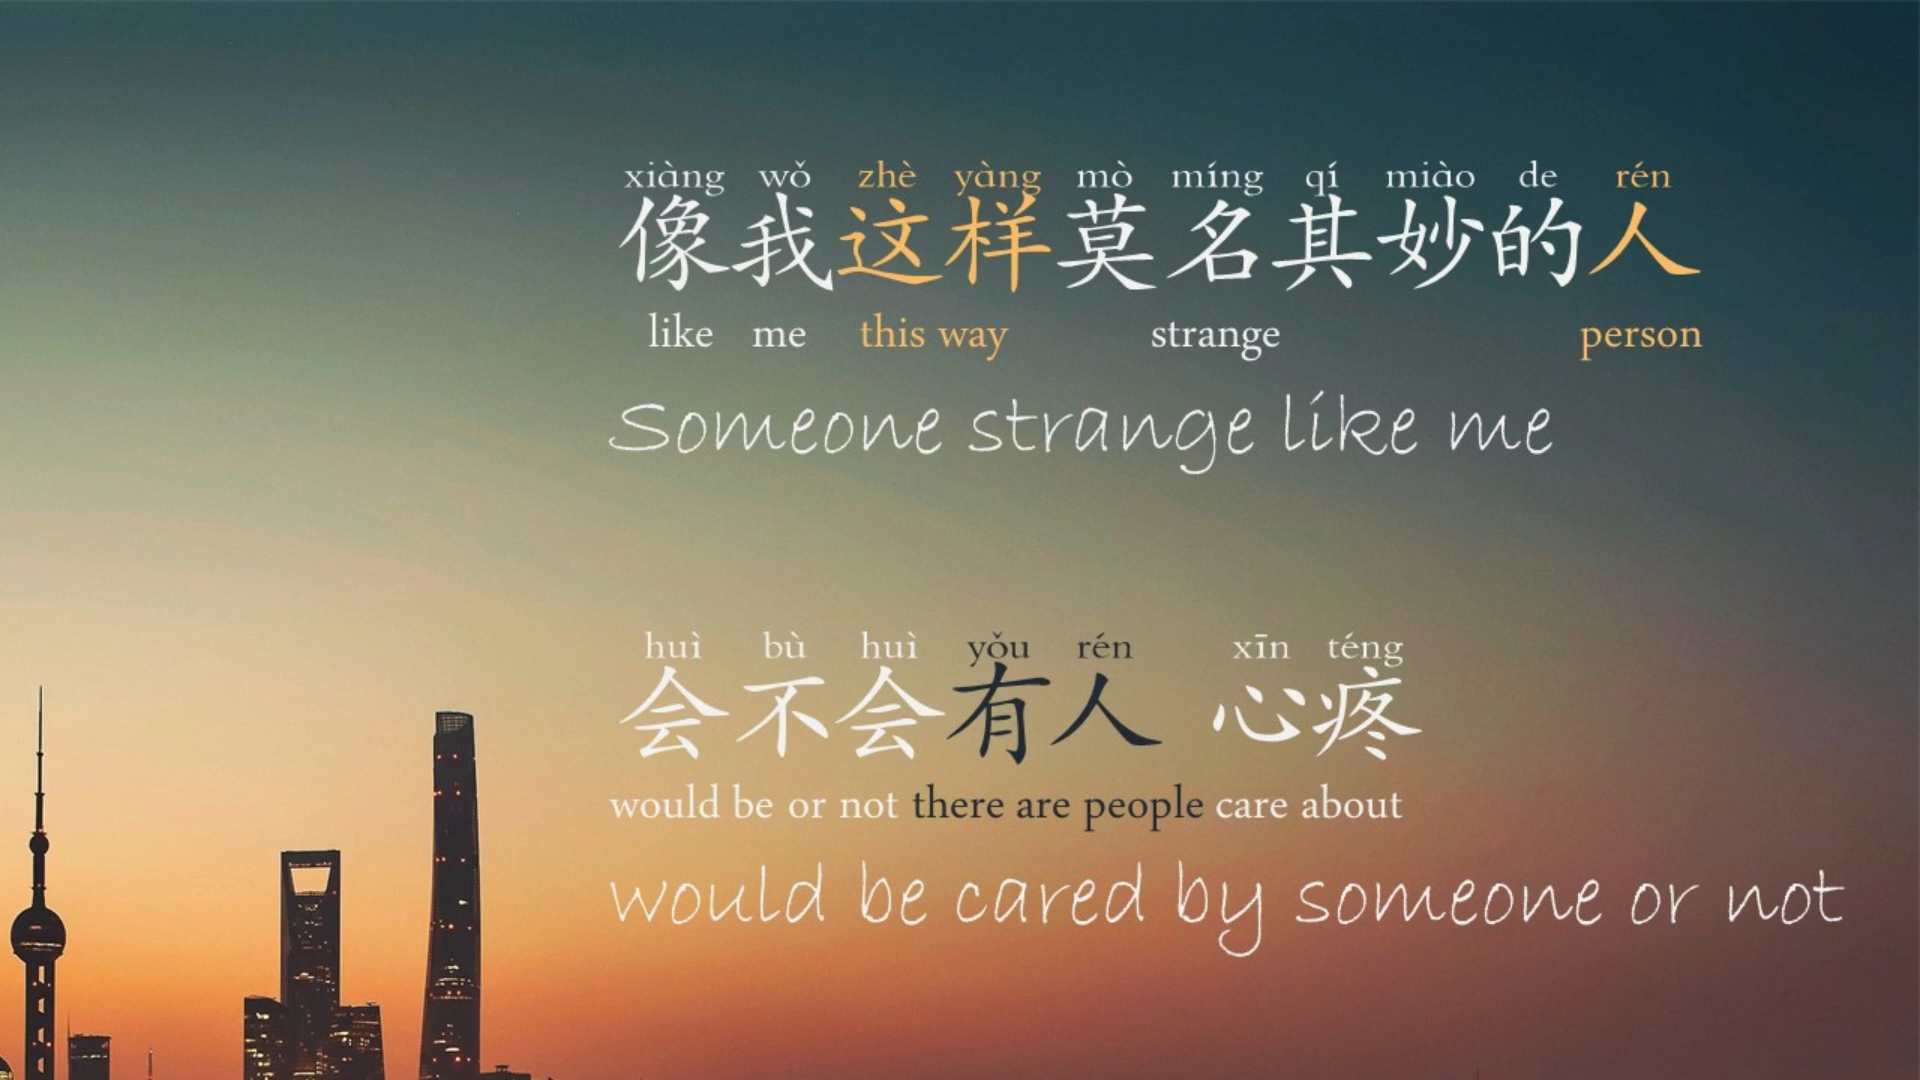 xiàng wǒ zhè yàng mò míng qí miào de rén
像我这样莫名其妙的人
like me this way strange person
Someone strange like me
huì bù huì yǒu rén xīn téng
会不会有人 心疼
would be or not there are people care about
would be cared by someone or not